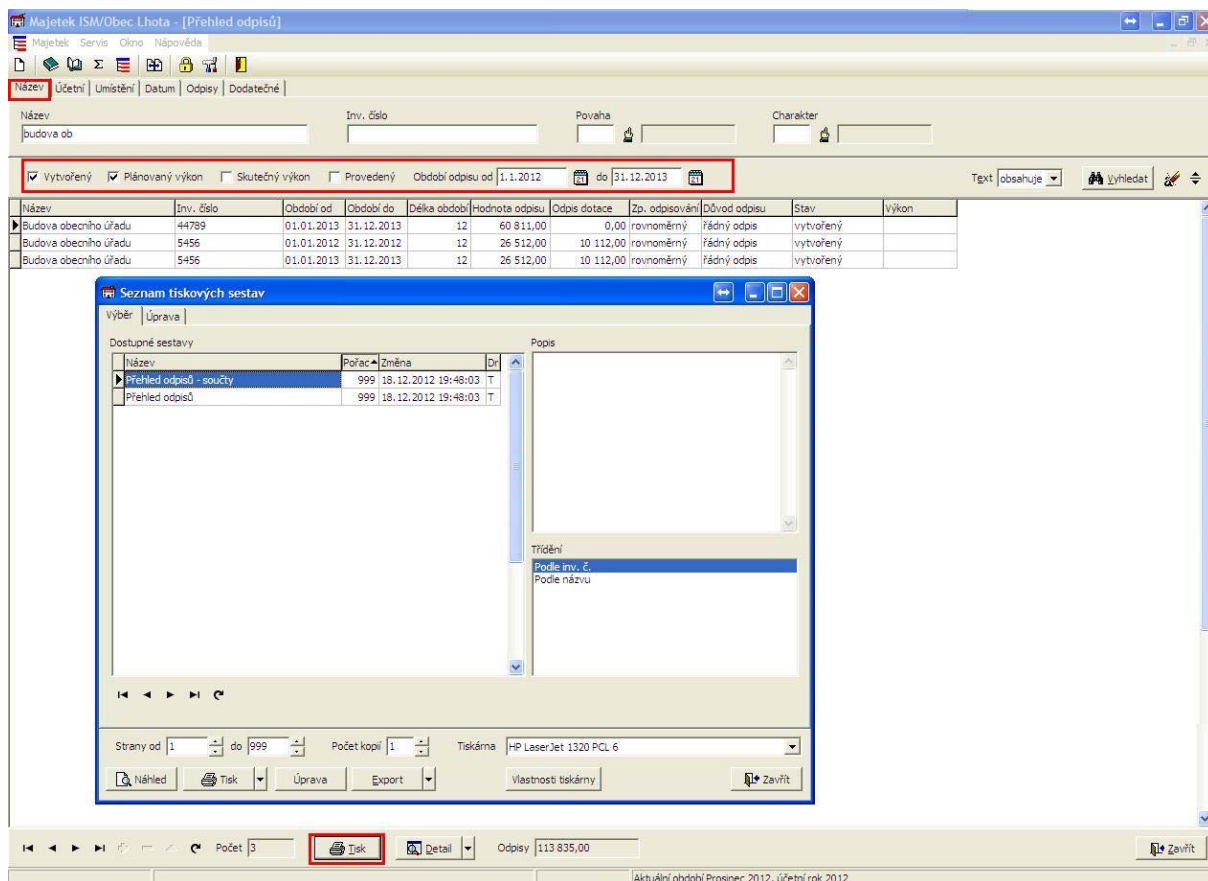 Majetek ISM/Obec Lhota - [Přehled odpisů]
Majetek Servis Okno Nápověda
Název Účetní Umístění Datum Odpisy Dodatečné
Název Inv. číslo Povaha Charakter
budova ob
Vytvořený Plánovaný výkon Skutečný výkon Provedený Období odpisu od 1.1.2012 21 do 31.12.2013 21 Text obsahuje Vyhledat
Název Inv. číslo Období od Období do Délka období Hodnota odpisu Odpis dotace Zp. odpisování Důvod odpisu Stav Výkon
Budova obecního úřadu 44789 01.01.2013 31.12.2013 12 60 811,00 0,00 rovnoměrný řádný odpis vytvořený
Budova obecního úřadu 5456 01.01.2012 31.12.2012 12 26 512,00 10 112,00 rovnoměrný řádný odpis vytvořený
Budova obecního úřadu 5456 01.01.2013 31.12.2013 12 26 512,00 10 112,00 rovnoměrný řádný odpis vytvořený
Seznam tiskových sestav
Výběr Úprava
Dostupné sestavy Popis
Název Pořac Změna Dr
Přehled odpisů - součty 999 18.12.2012 19:48:03 T
Přehled odpisů 999 18.12.2012 19:48:03 T
Třídění
Podle inv. č.
Podle názvu
Strany od 1 do 999 Počet kopií 1 Tiskárna HP LaserJet 1320 PCL 6
Náhled Tisk Úprava Export Vlastnosti tiskárny Zavřít
Počet 3 Tisk Detail Odpisy 113 835,00 Zavřít
Aktuální období Prosinec 2012, účetní rok 2012